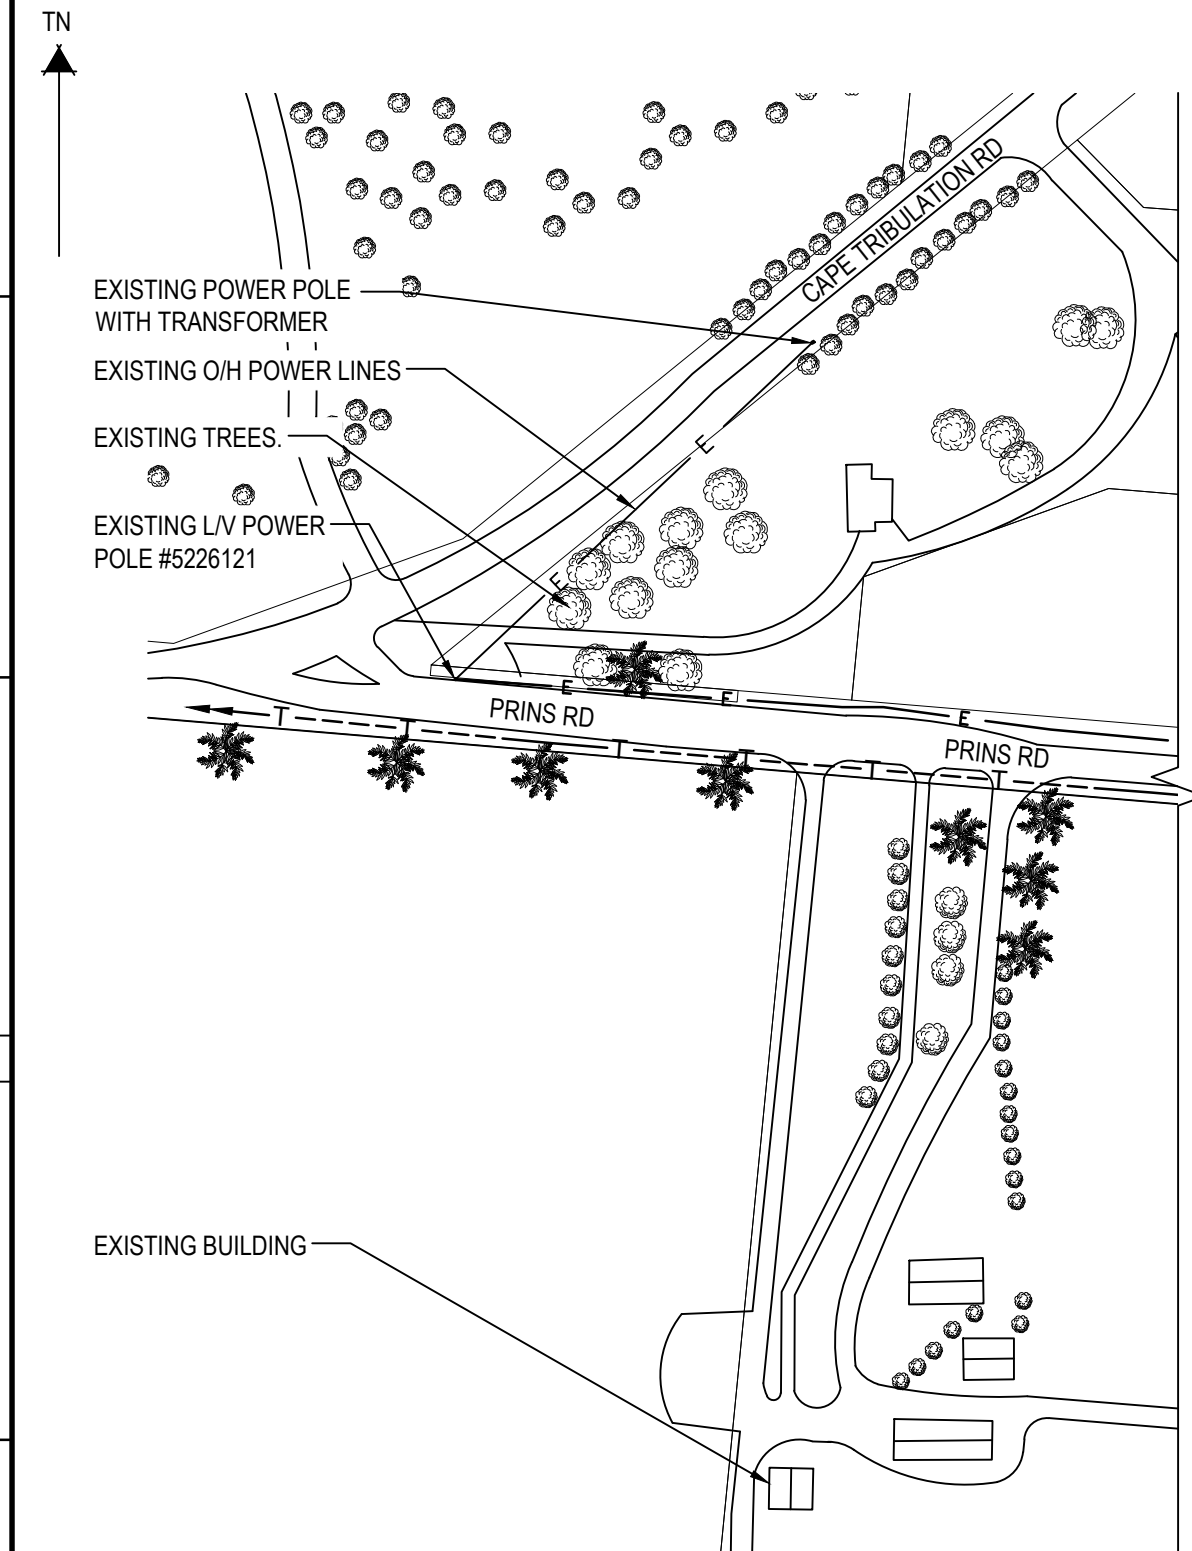 TN
CAPE TRIBULATION RD
EXISTING POWER POLE
WITH TRANSFORMER
EXISTING O/H POWER LINES
EXISTING TREES.
E
EXISTING L/V POWER
POLE #5226121
E
E
E
E
PRINS RD
PRINS RD
T
T
T
T
T
T
EXISTING BUILDING